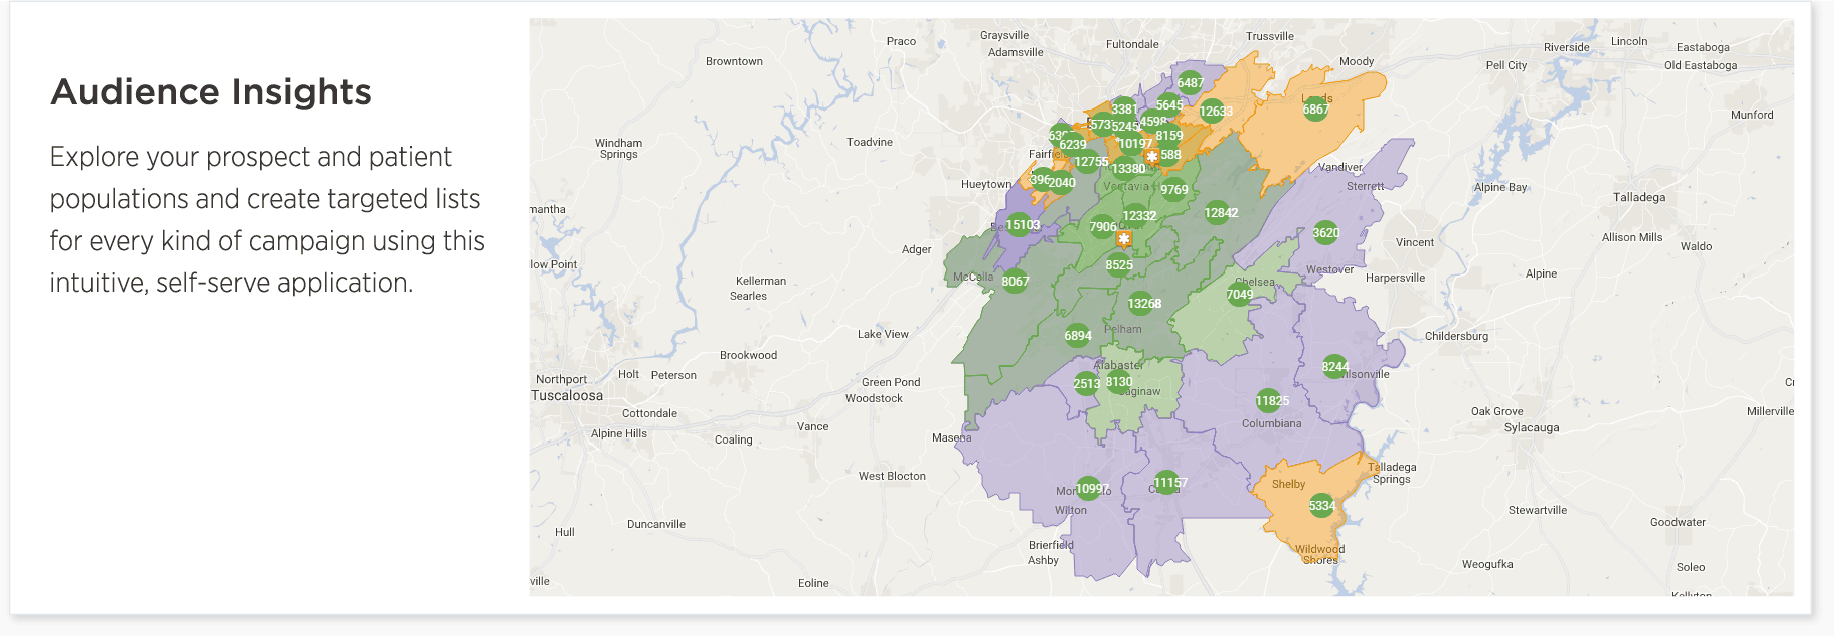 Audience Insights
Explore your prospect and patient
populations and create targeted lists
for every kind of campaign using this
intuitive, self-serve application.
Praco
Graysville
Adamsville
Fultondale
Trussville
Riverside
Lincoln
Eastaboga
Old Eastaboga
Browntown
Moody
Pell City
6487
Munford
3381
5645
12633
6867
Windham
Springs
Toadvine
5245
4598
8159
6239
10197
588
Fairfie
12755
13380
Vandiver
Hueytown
2040
9769
Sterrett
Alpine Bay
Talladega
mantha
15103
7906
12332
12842
3620
Vincent
Allison Mills
Waldo
Adger
low Point
McCalla
8067
8525
Westover
Harpersville
Alpine
Kellerman
Searles
13268
7049
Chelsea
Lake View
6894
Pelham
Childersburg
Brookwood
Northport
Holt
Peterson
Green Pond
Alabaster
2513
8130
aginaw
8244
ilsonville
Tuscaloosa
Woodstock
11825
Cottondale
Vance
Columbiana
Oak Grove
Sylacauga
Millerville
Alpine Hills
Coaling
Masena
West Blocton
10997
11157
Shelby
Talladega
Springs
Wilton
5334
Stewartville
Hull
Duncanville
Goodwater
Brierfield
Ashby
Wildwood
Shores
Weogufka
Soleo
ville
Eoline
Kellyton